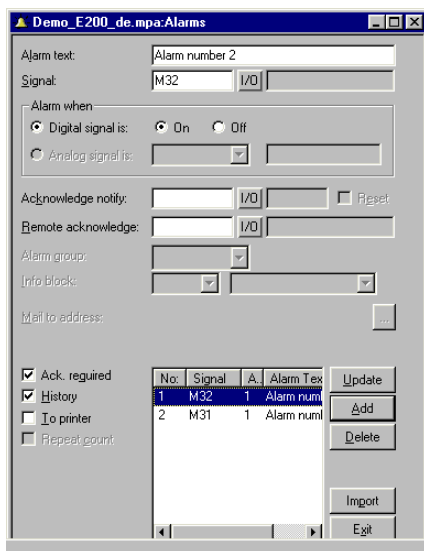 Demo_E200_de.mpa:Alarms
Alarm text: Alarm number 2
Signal: M32 I/O
Alarm when
Digital signal is: On Off
Analog signal is:
Acknowledge notify: I/O Reset
Remote acknowledge: I/O
Alarm group:
Info block:
Mail to address: ...
Ack. required
History
To printer
Repeat count
No: Signal A.. Alarm Tex
1 M32 1 Alarm numl
2 M31 1 Alarm numl
Update
Add
Delete
Import
Exit